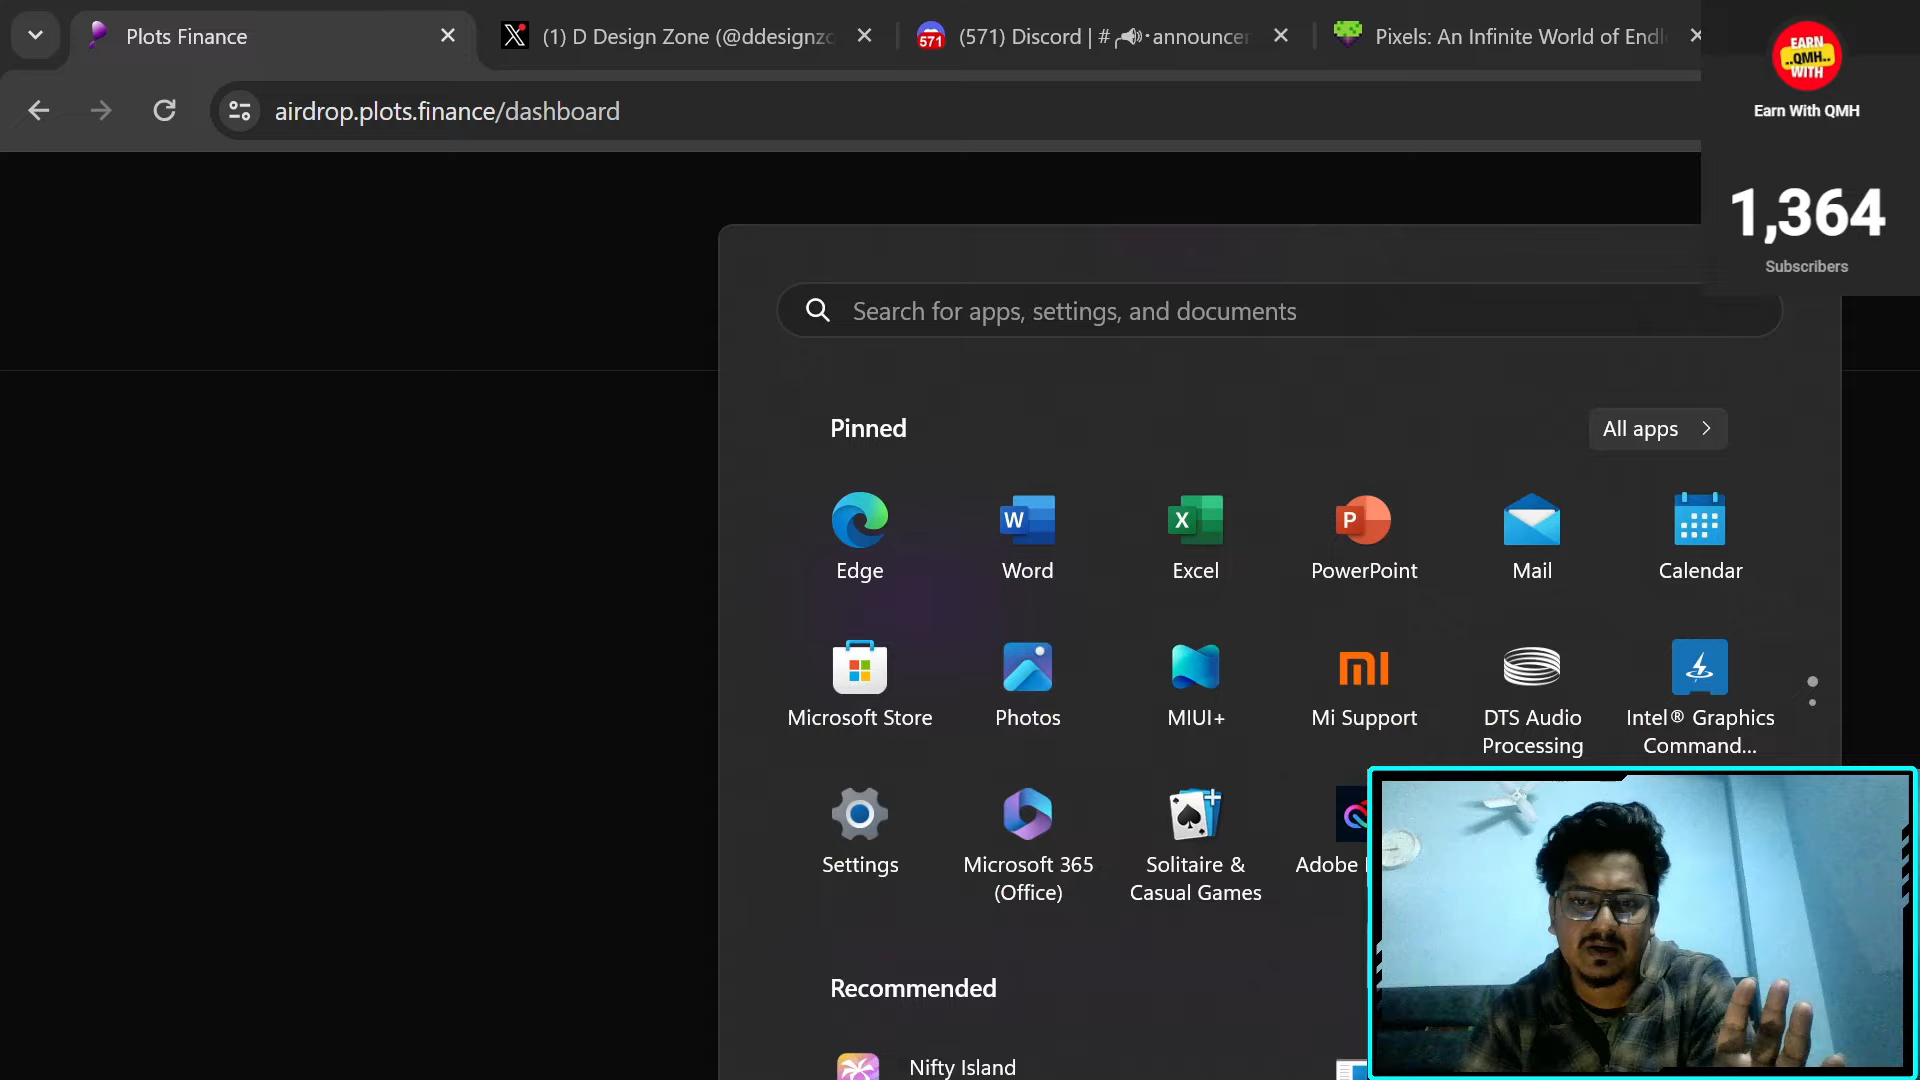 Plots Finance
(1) D Design Zone (@ddesignzo
571
(571) Discord | # announcer
Pixels: An Infinite World of Endl
airdrop.plots.finance/dashboard
EARN
..QMH..
WITH
Earn With QMH
1,364
Subscribers
Search for apps, settings, and documents
Pinned
All apps
Edge
Word
Excel
PowerPoint
Mail
Calendar
Microsoft Store
Photos
MIUI+
Mi Support
DTS Audio
Processing
Intel® Graphics
Command...
Settings
Microsoft 365
(Office)
Solitaire &
Casual Games
Adobe
Recommended
Nifty Island